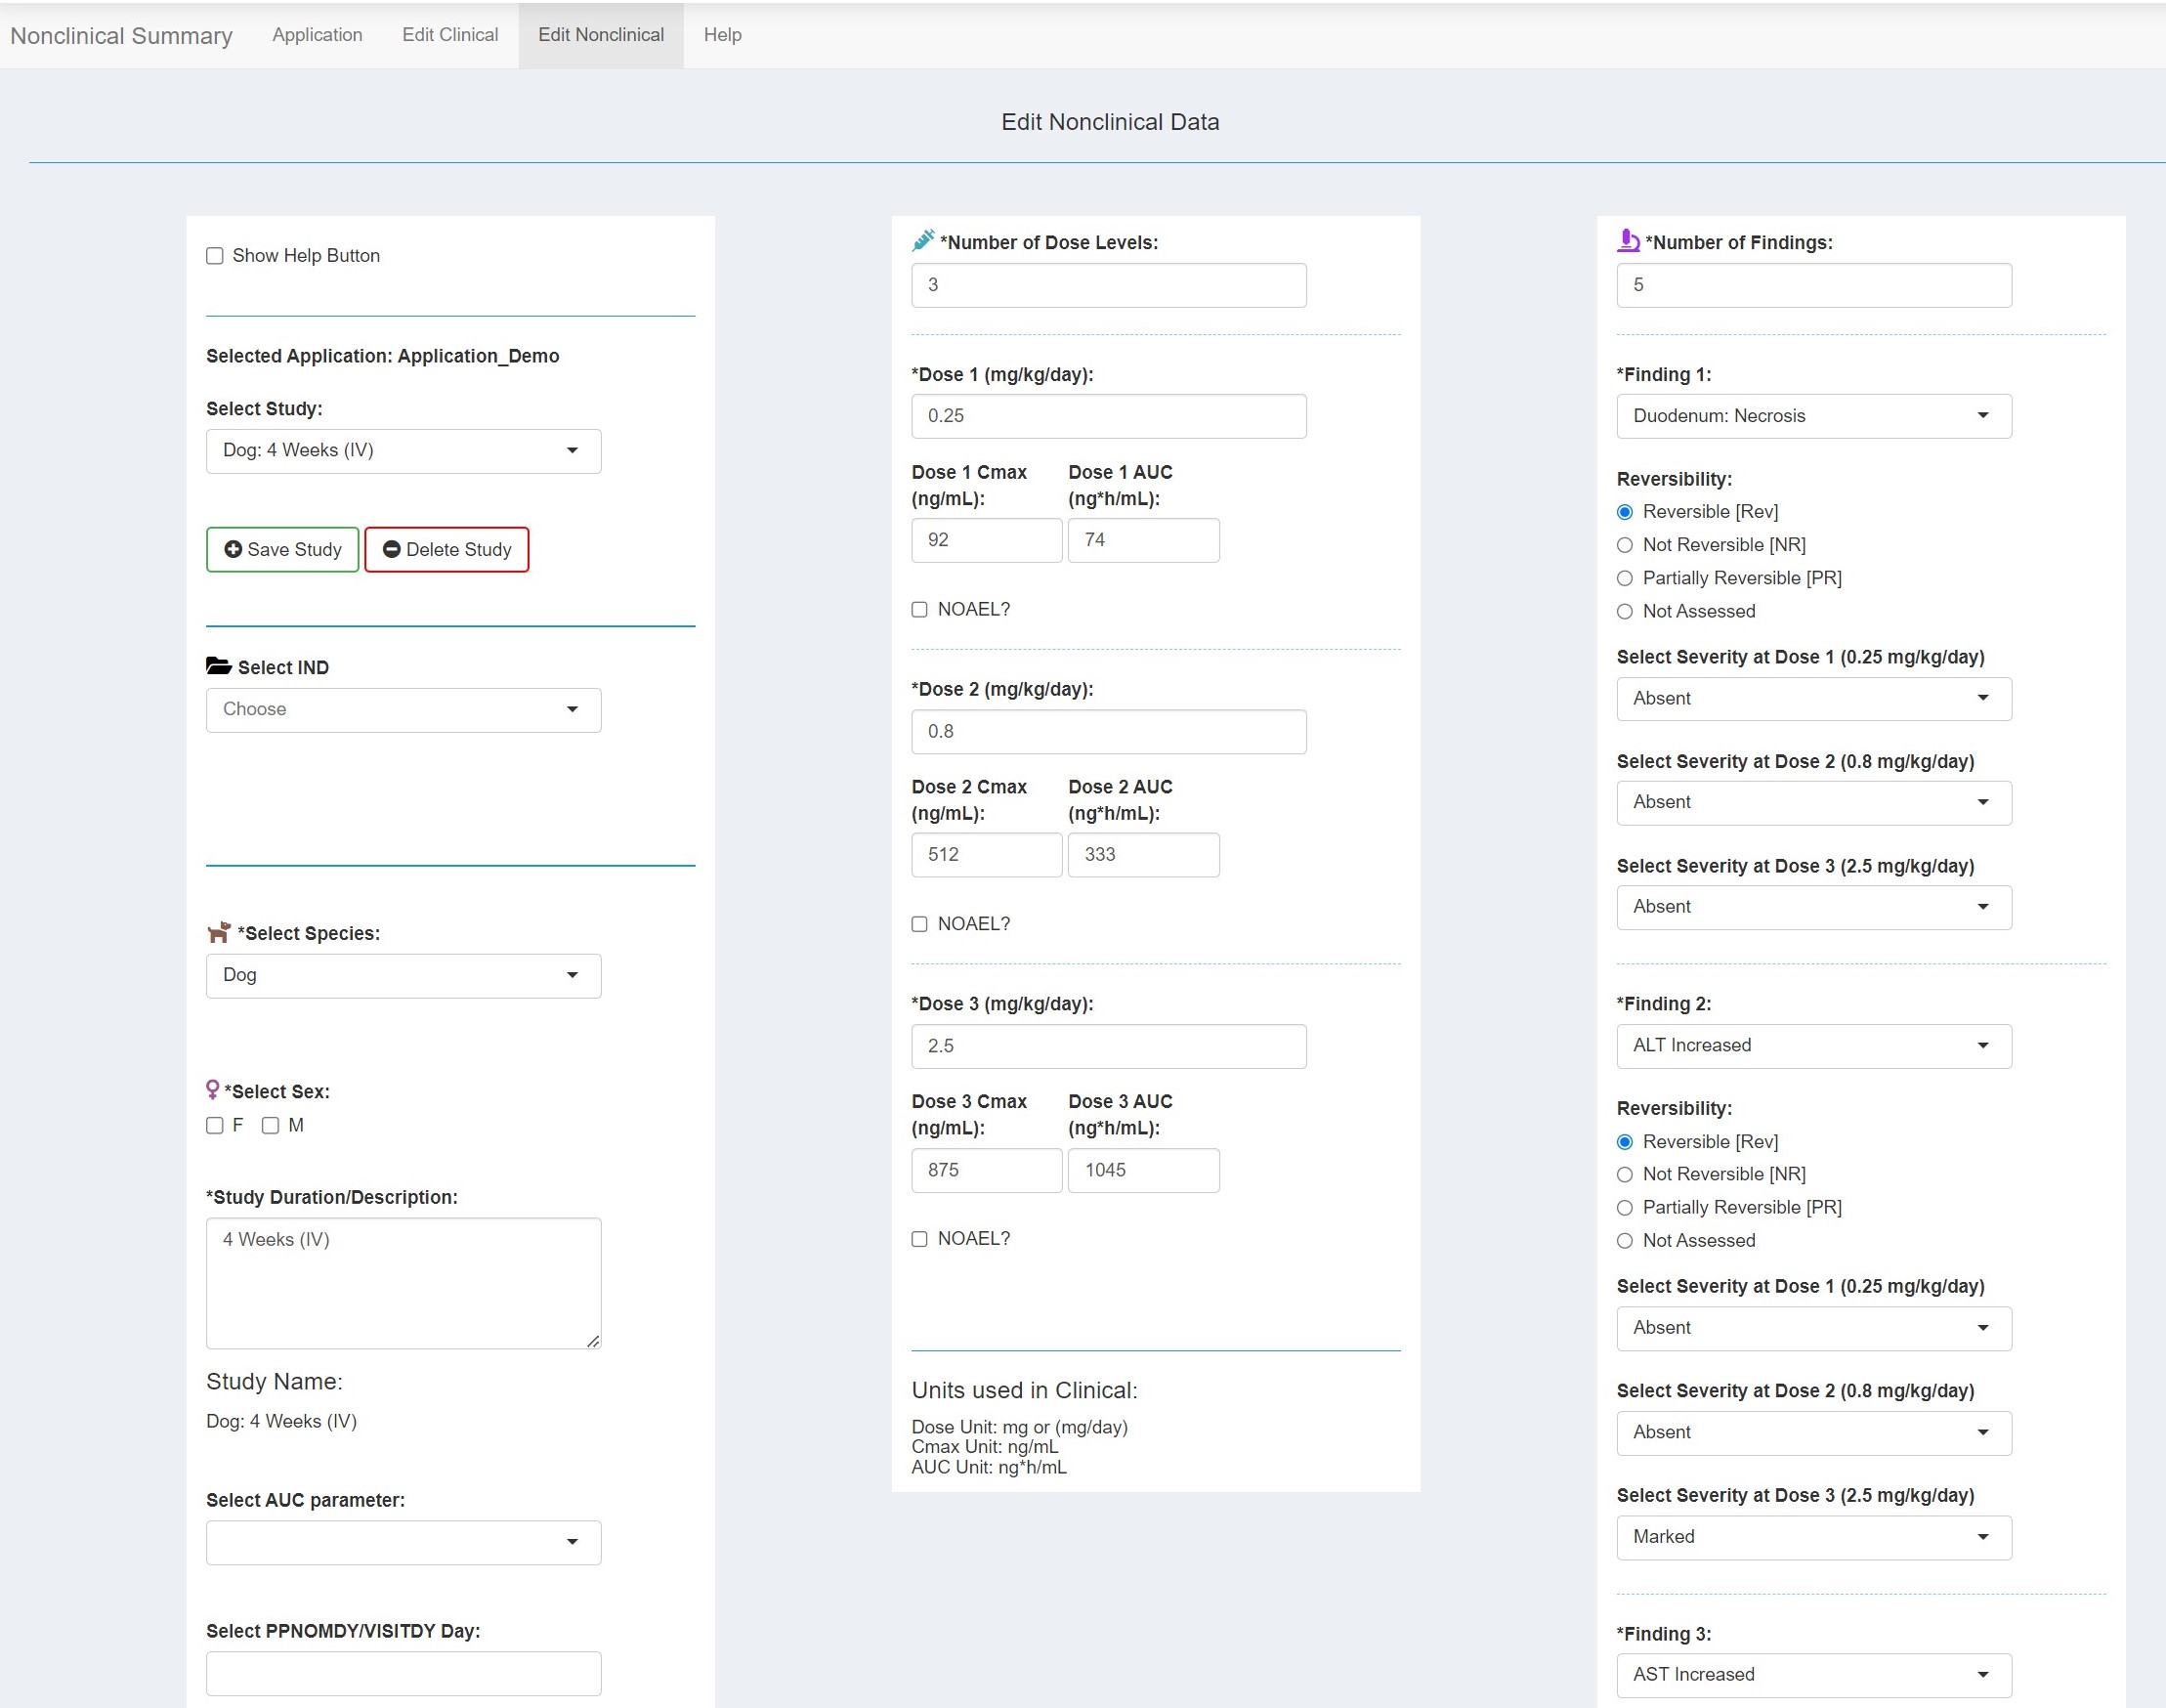 Nonclinical Summary Application Edit Clinical Edit Nonclinical Help
Edit Nonclinical Data
Show Help Button
Selected Application: Application_Demo
Select Study:
Dog: 4 Weeks (IV)
Save Study Delete Study
Select IND
Choose
*Select Species:
Dog
*Select Sex:
F M
*Study Duration/Description:
4 Weeks (IV)
Study Name:
Dog: 4 Weeks (IV)
Select AUC parameter:
Select PPNOMDY/VISITDY Day:
*Number of Dose Levels:
3
*Dose 1 (mg/kg/day):
0.25
Dose 1 Cmax (ng/mL):
92
Dose 1 AUC (ng*h/mL):
74
NOAEL?
*Dose 2 (mg/kg/day):
0.8
Dose 2 Cmax (ng/mL):
512
Dose 2 AUC (ng*h/mL):
333
NOAEL?
*Dose 3 (mg/kg/day):
2.5
Dose 3 Cmax (ng/mL):
875
Dose 3 AUC (ng*h/mL):
1045
NOAEL?
Units used in Clinical:
Dose Unit: mg or (mg/day)
Cmax Unit: ng/mL
AUC Unit: ng*h/mL
*Number of Findings:
5
*Finding 1:
Duodenum: Necrosis
Reversibility:
Reversible [Rev]
Not Reversible [NR]
Partially Reversible [PR]
Not Assessed
Select Severity at Dose 1 (0.25 mg/kg/day)
Absent
Select Severity at Dose 2 (0.8 mg/kg/day)
Absent
Select Severity at Dose 3 (2.5 mg/kg/day)
Absent
*Finding 2:
ALT Increased
Reversibility:
Reversible [Rev]
Not Reversible [NR]
Partially Reversible [PR]
Not Assessed
Select Severity at Dose 1 (0.25 mg/kg/day)
Absent
Select Severity at Dose 2 (0.8 mg/kg/day)
Absent
Select Severity at Dose 3 (2.5 mg/kg/day)
Marked
*Finding 3:
AST Increased